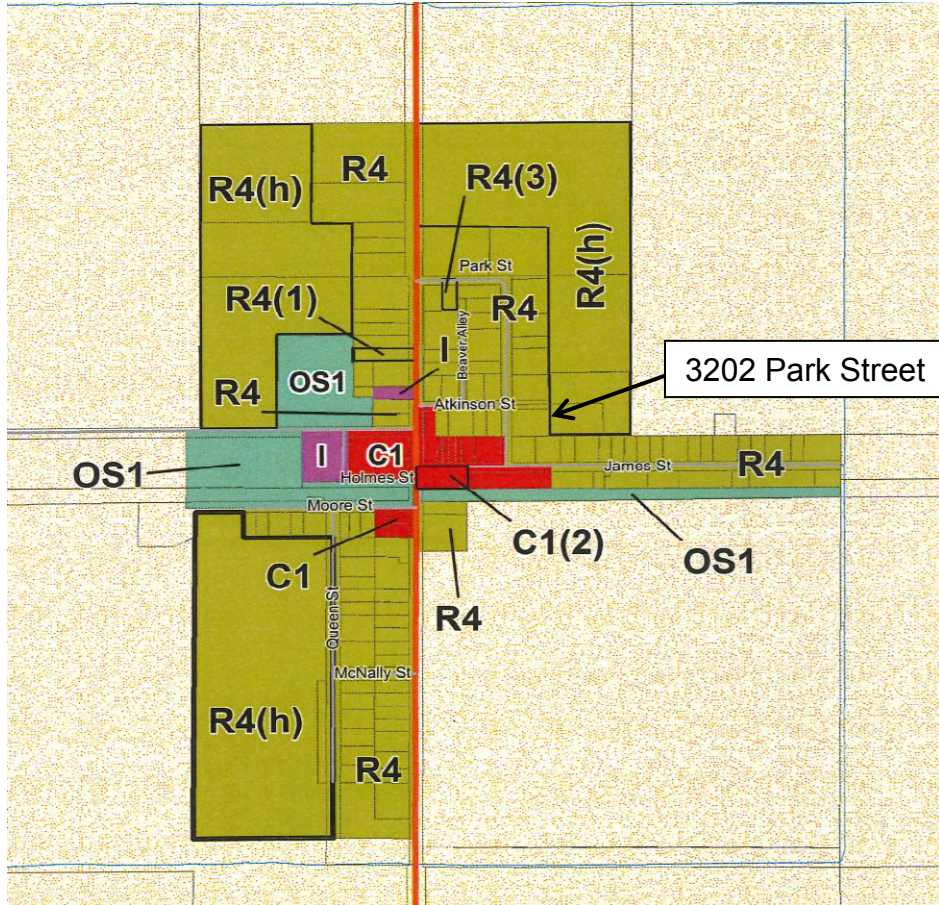 R4
R4(3)
R4(h)
R4(h)
Park St
R4(1)
R4
I
Beaver Alley
3202 Park Street
OS1
R4
Atkinson St
I
C1
OS1
James St
R4
Holmes St
Moore St
C1(2)
OS1
C1
R4
Queen St
McNally St
R4(h)
R4